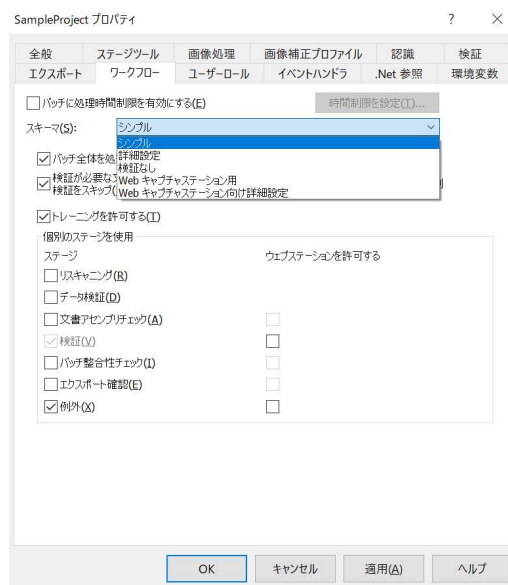 SampleProject プロパティ ? ×
全般 ステージツール 画像処理 画像補正プロファイル 認識 検証
エクスポート ワークフロー ユーザーロール イベントハンドラ .Net 参照 環境変数
バッチに処理時間制限を有効にする(E) 時間制限を設定(T)...
スキーマ(S): シンプル
シンプル
詳細設定
検証なし
Web キャプチャステーション用
Web キャプチャステーション向け詳細設定
バッチ全体を処
検証が必要な
検証をスキップ(
トレーニングを許可する(T)
個別のステージを使用
ステージ ウェブステーションを許可する
リスキャニング(R)
データ検証(D)
文書アセンブリチェック(A)
検証(V)
バッチ整合性チェック(I)
エクスポート確認(E)
例外(X)
OK キャンセル 適用(A) ヘルプ